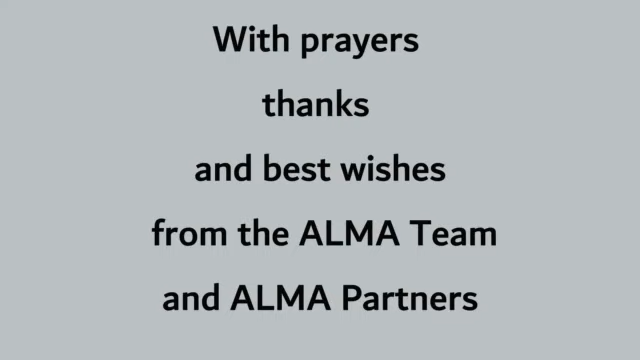 With prayers
thanks
and best wishes
from the ALMA Team
and ALMA Partners